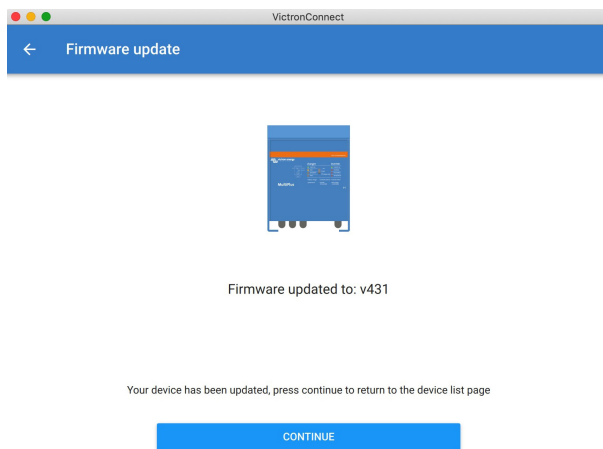 VictronConnect
Firmware update
MultiPlus
Firmware updated to: v431
Your device has been updated, press continue to return to the device list page
CONTINUE